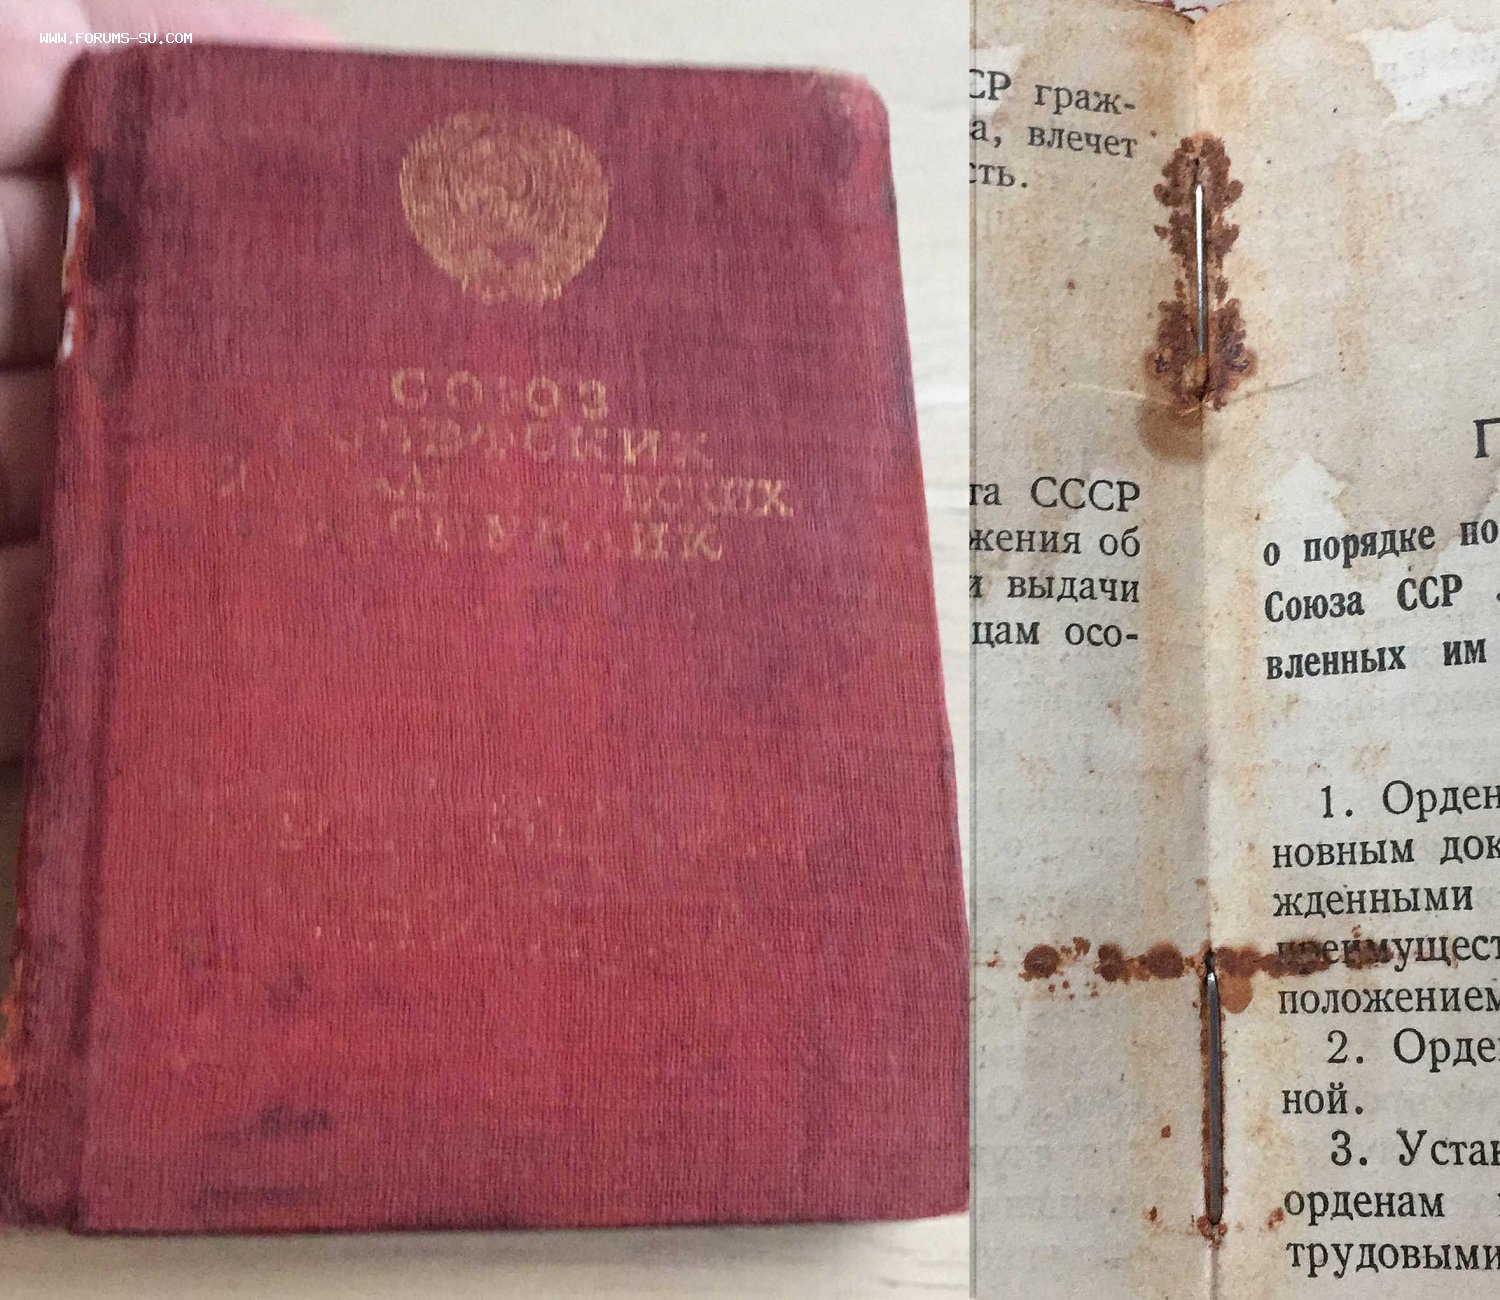 WWW.FORUMS-SU.COM
СОЮЗ
СР граж-
а, влечет
сть.
та СССР
жения об
и выдачи
цам осо-
П
о порядке по
Союза ССР
вленных им
1. Орден
новным док
жденными
преимущест
положением
2. Орде
ной.
3. Устан
орденам
трудовыми